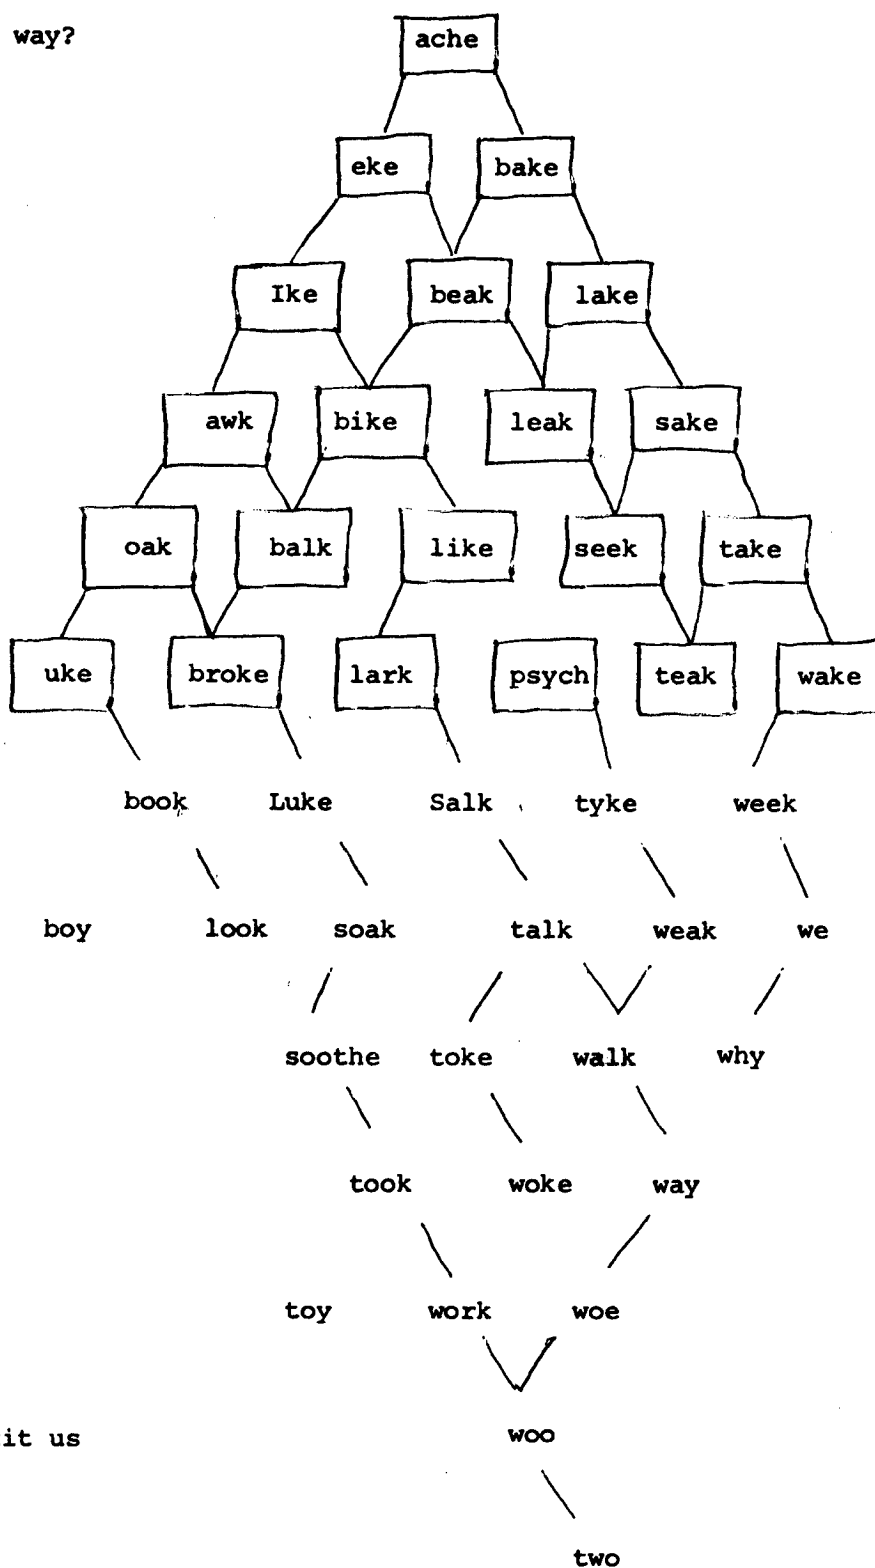 way?
ache
eke bake
Ike beak lake
awk bike leak sake
oak balk like seek take
uke broke lark psych teak wake
book Luke Salk tyke week
boy look soak talk weak we
soothe toke walk why
took woke way
toy work woe
it us woo
two